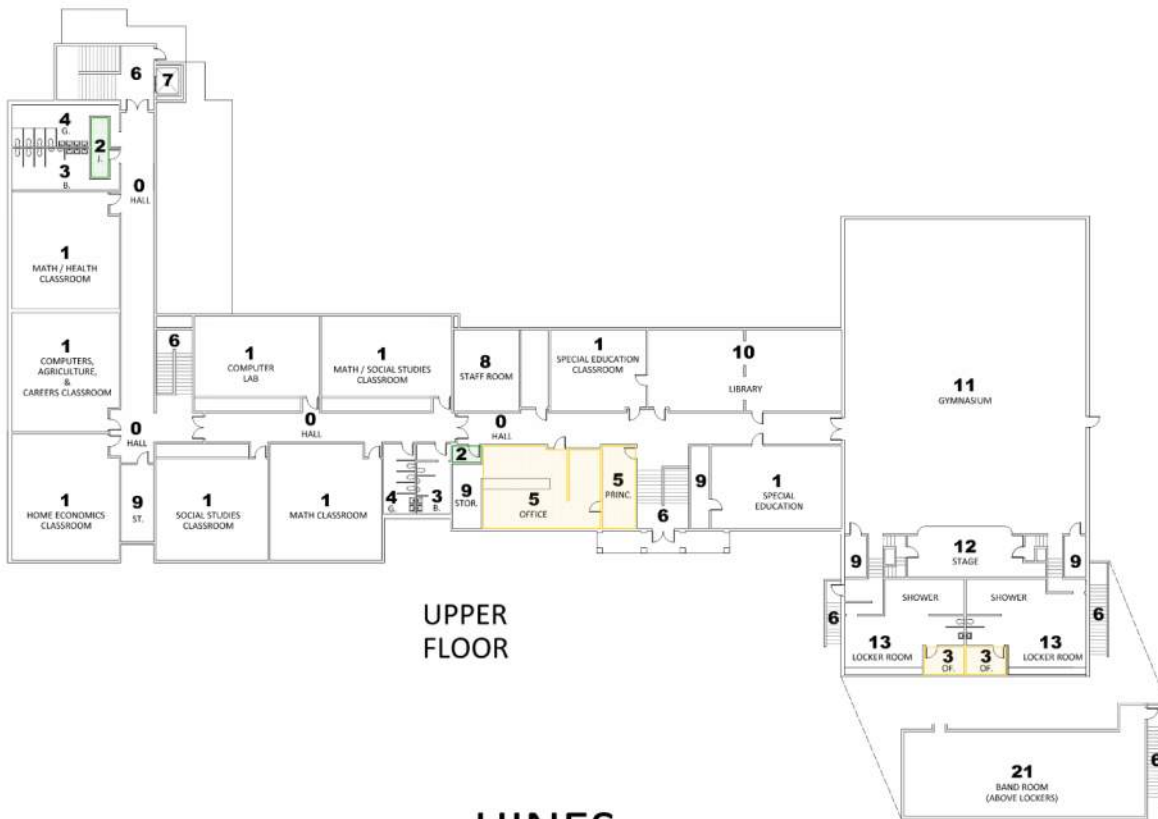 6
7
4
G.
2
J.
3
B.
0
HALL
1
MATH / HEALTH
CLASSROOM
1
COMPUTERS,
AGRICULTURE,
&
CAREERS CLASSROOM
6
1
COMPUTER
LAB
1
MATH / SOCIAL STUDIES
CLASSROOM
8
STAFF ROOM
1
SPECIAL EDUCATION
CLASSROOM
10
LIBRARY
11
GYMNASIUM
0
HALL
0
HALL
0
HALL
1
HOME ECONOMICS
CLASSROOM
9
ST.
1
SOCIAL STUDIES
CLASSROOM
1
MATH CLASSROOM
4
G.
3
B.
2
9
STOR.
5
OFFICE
5
PRINC.
6
9
1
SPECIAL
EDUCATION
9
12
STAGE
9
6
SHOWER
SHOWER
6
13
LOCKER ROOM
3
OF.
3
OF.
13
LOCKER ROOM
UPPER
FLOOR
21
BAND ROOM
(ABOVE LOCKERS)
6